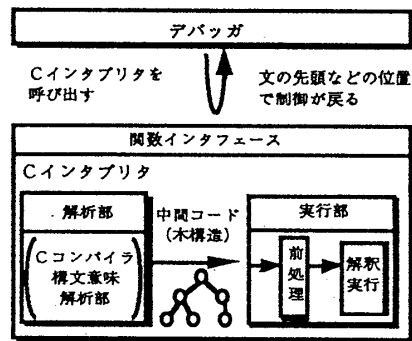 デバッガ
Cインタプリタを
呼び出す
文の先頭などの位置
で制御が戻る
関数インタフェース
Cインタプリタ
解析部
Cコンパイラ
構文意味
解析部
中間コード
(木構造)
実行部
前処理
解釈
実行